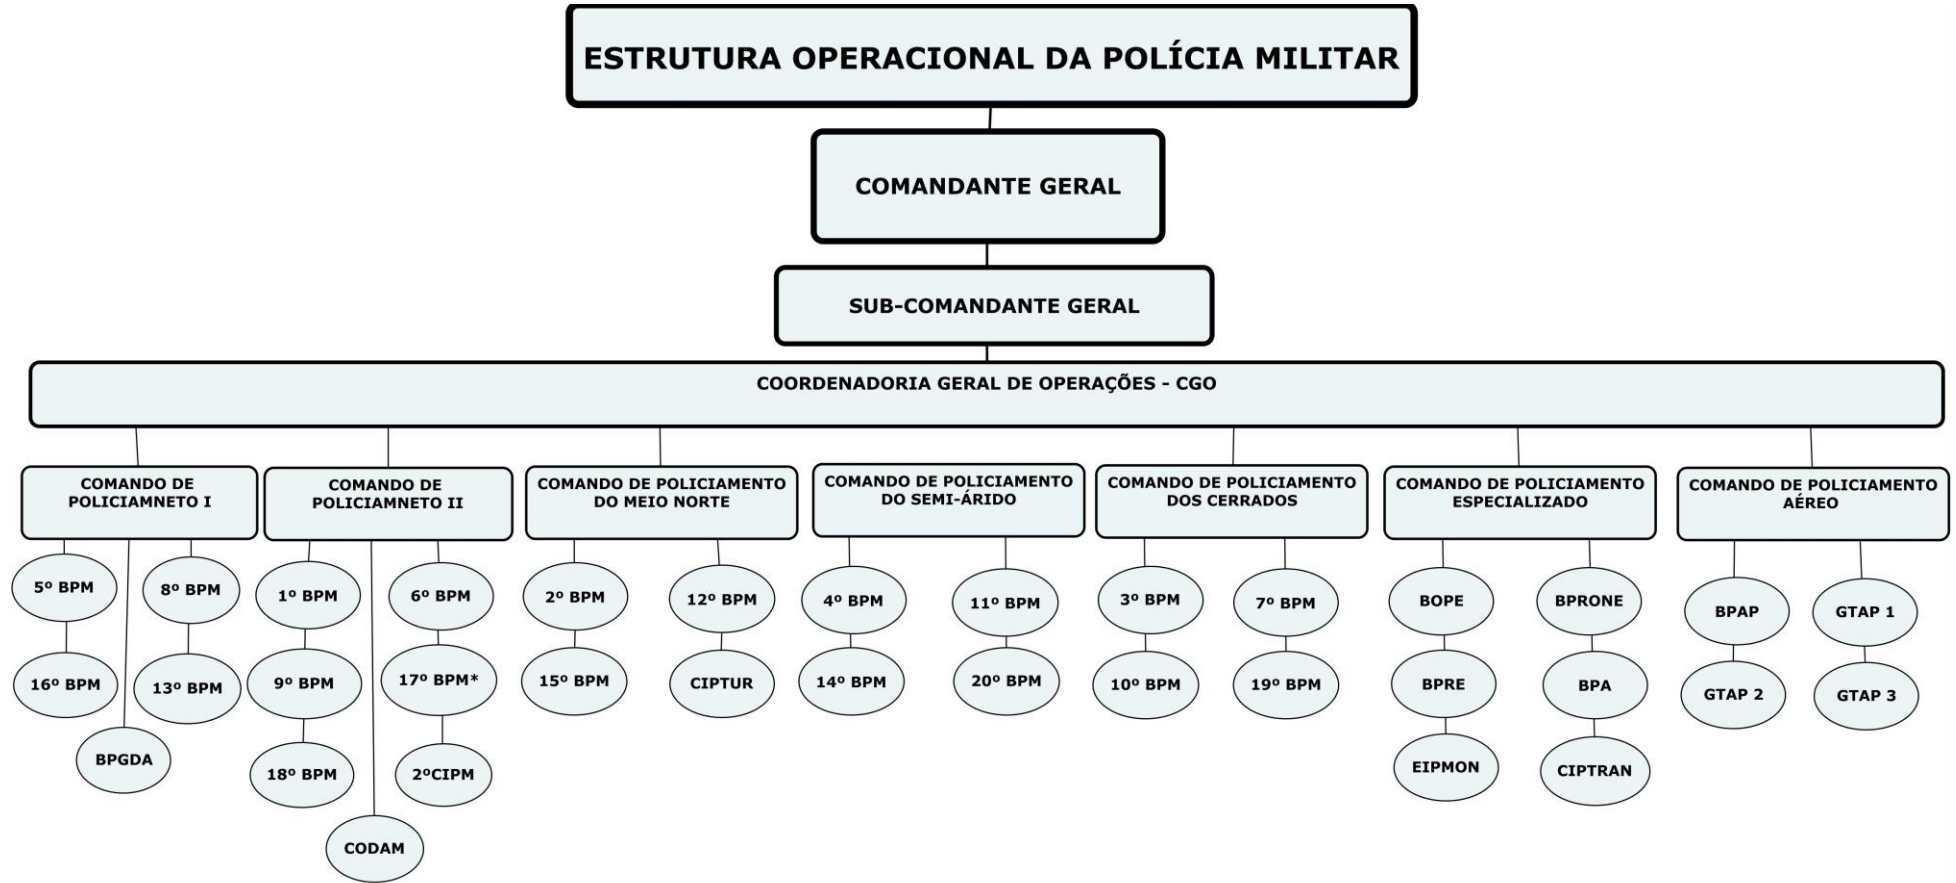 ESTRUTURA OPERACIONAL DA POLÍCIA MILITAR
COMANDANTE GERAL
SUB-COMANDANTE GERAL
COORDENADORIA GERAL DE OPERAÇÕES - CGO
COMANDO DE
POLICIAMNETO I
5º BPM
8º BPM
16º BPM
13º BPM
BPGDA
COMANDO DE
POLICIAMNETO II
1º BPM
6º BPM
9º BPM
17º BPM*
18º BPM
2ºCIPM
CODAM
COMANDO DE POLICIAMENTO
DO MEIO NORTE
2º BPM
12º BPM
15º BPM
CIPTUR
COMANDO DE POLICIAMENTO
DO SEMI-ÁRIDO
4º BPM
11º BPM
14º BPM
20º BPM
COMANDO DE POLICIAMENTO
DOS CERRADOS
3º BPM
7º BPM
10º BPM
19º BPM
COMANDO DE POLICIAMENTO
ESPECIALIZADO
BOPE
BPRONE
BPRE
BPA
EIPMON
CIPTRAN
COMANDO DE POLICIAMENTO
AÉREO
BPAP
GTAP 1
GTAP 2
GTAP 3